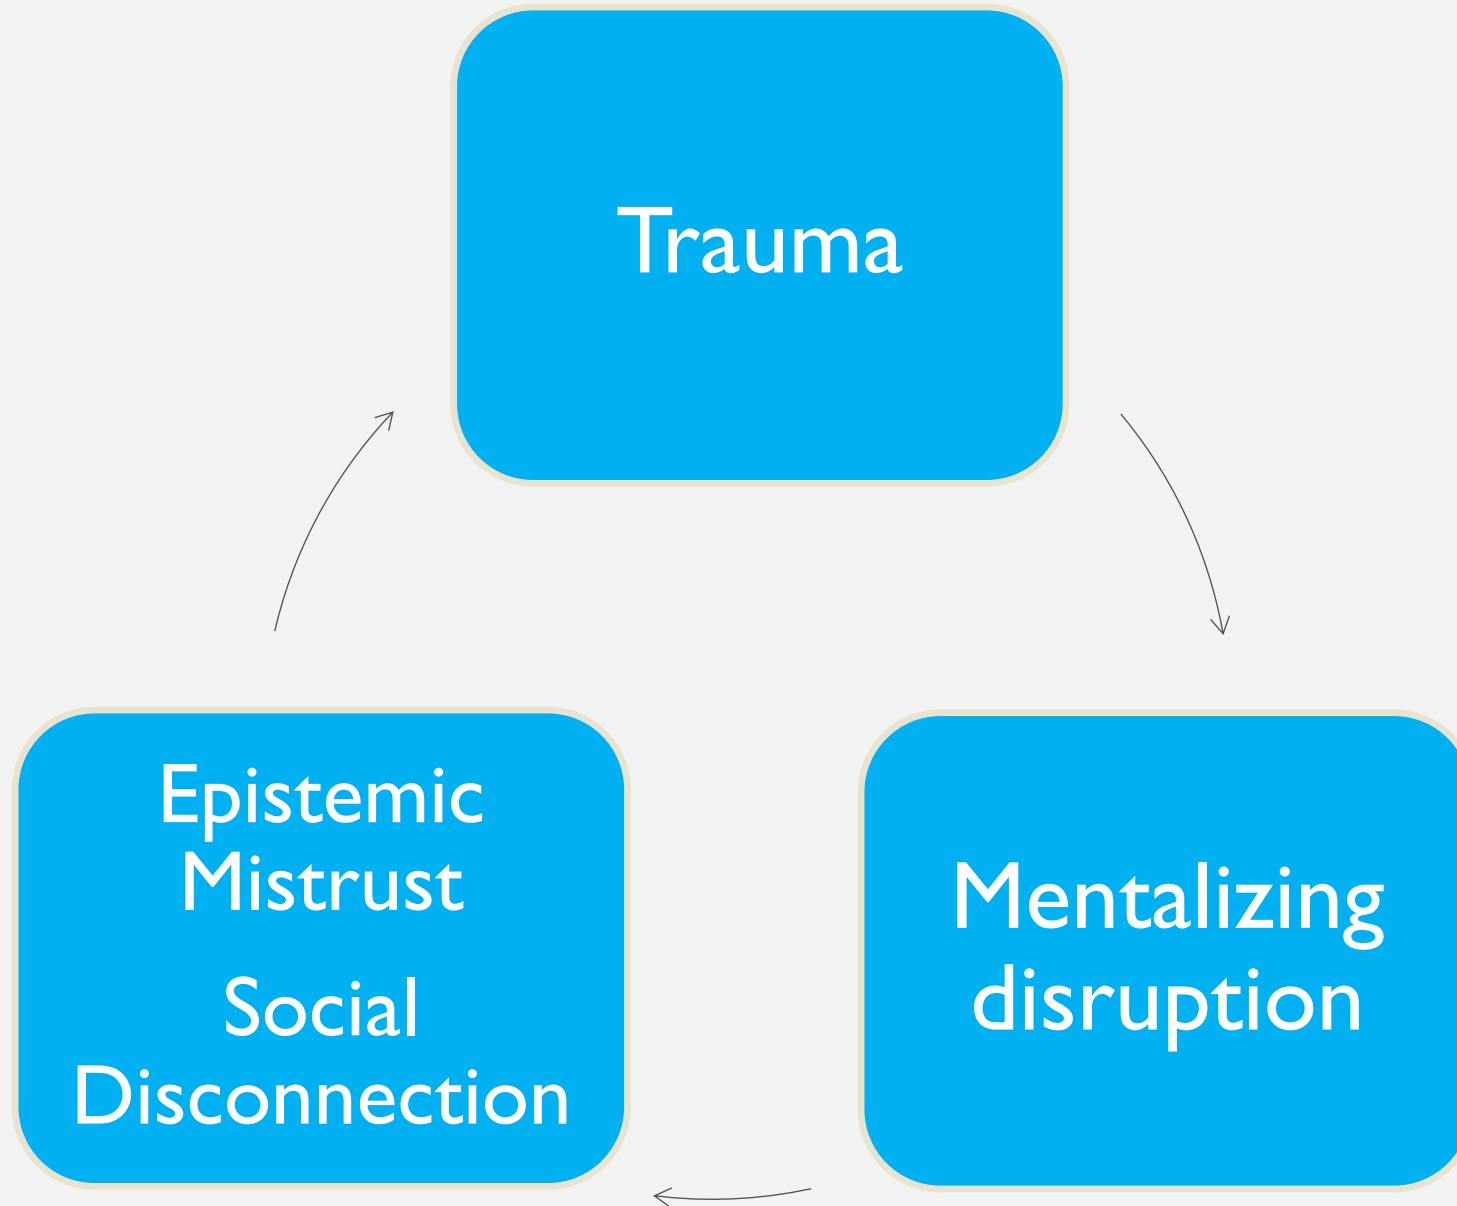 Trauma
Epistemic
Mistrust
Social
Disconnection
Mentalizing
disruption